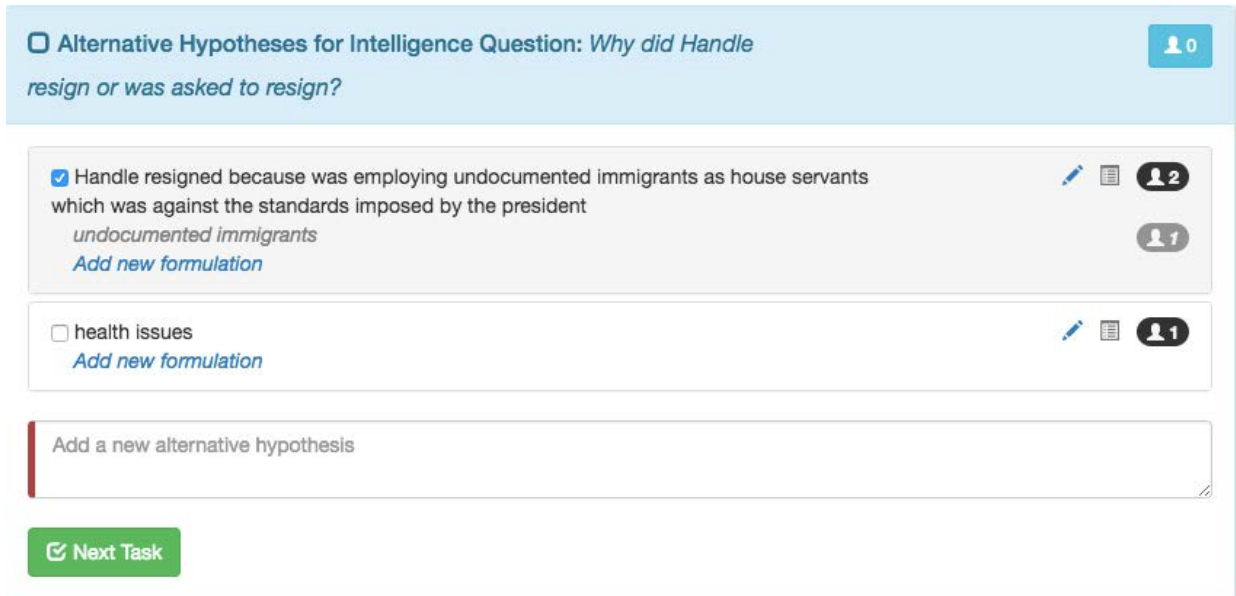 Alternative Hypotheses for Intelligence Question: Why did Handle
0
resign or was asked to resign?
Handle resigned because was employing undocumented immigrants as house servants
2
which was against the standards imposed by the president
undocumented immigrants
1
Add new formulation
health issues
1
Add new formulation
Add a new alternative hypothesis
Next Task